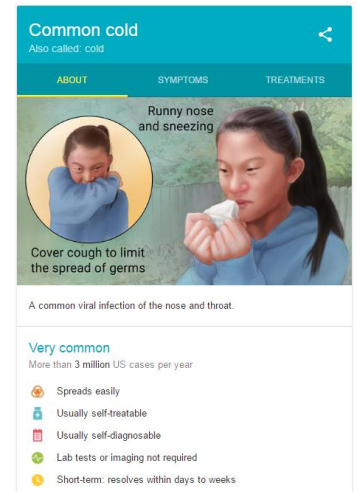 Common cold
Also called: cold
ABOUT SYMPTOMS TREATMENTS
Runny nose
and sneezing
Cover cough to limit
the spread of germs
A common viral infection of the nose and throat.
Very common
More than 3 million US cases per year
Spreads easily
Usually self-treatable
Usually self-diagnosable
Lab tests or imaging not required
Short-term: resolves within days to weeks